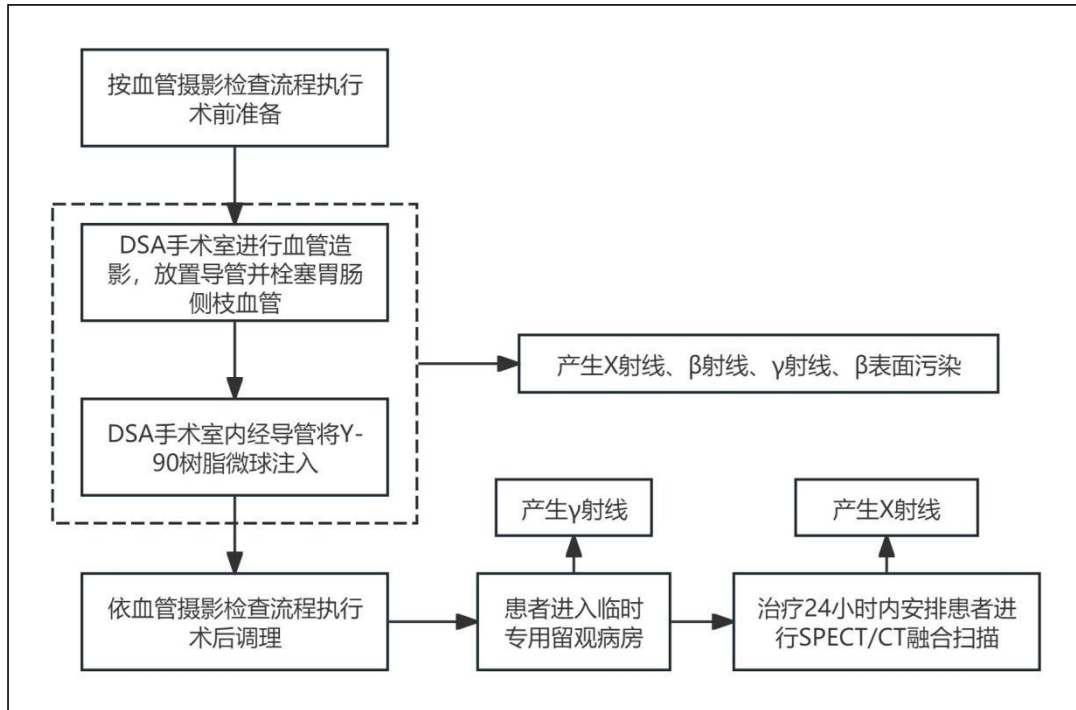 按血管摄影检查流程执行
术前准备
DSA手术室进行血管造
影，放置导管并栓塞胃肠
侧枝血管
产生X射线、β射线、γ射线、β表面污染
DSA手术室内经导管将Y-
90树脂微球注入
产生γ射线
产生X射线
依血管摄影检查流程执行
术后调理
患者进入临时
专用留观病房
治疗24小时内安排患者进
行SPECT/CT融合扫描